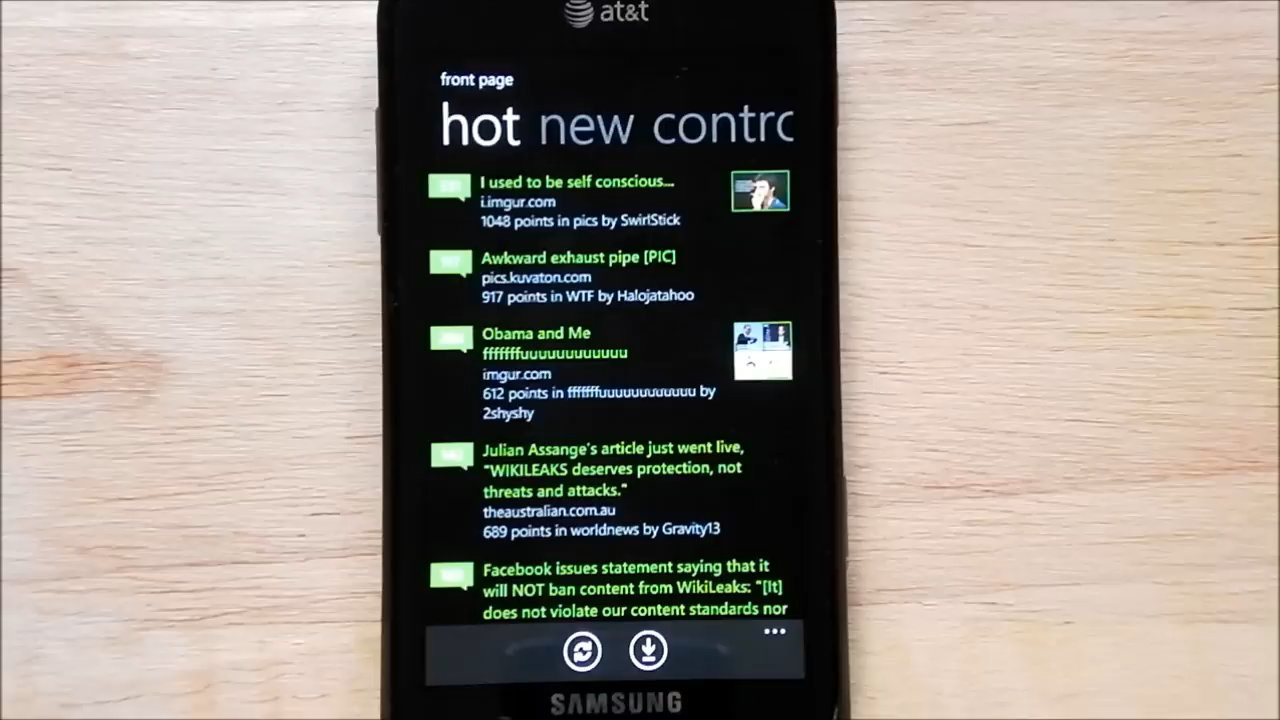 at&t
front page
hot new contrc
I used to be self conscious...
i.imgur.com
1048 points in pics by SwirlStick
Awkward exhaust pipe [PIC]
pics.kuvaton.com
917 points in WTF by Halojatahoo
Obama and Me
fffffffuuuuuuuuuuuu
imgur.com
612 points in fffffffuuuuuuuuuuuu by
2shyshy
Julian Assange's article just went live,
"WIKILEAKS deserves protection, not
threats and attacks."
theaustralian.com.au
689 points in worldnews by Gravity13
Facebook issues statement saying that it
will NOT ban content from WikiLeaks: "[It]
does not violate our content standards nor
SAMSUNG